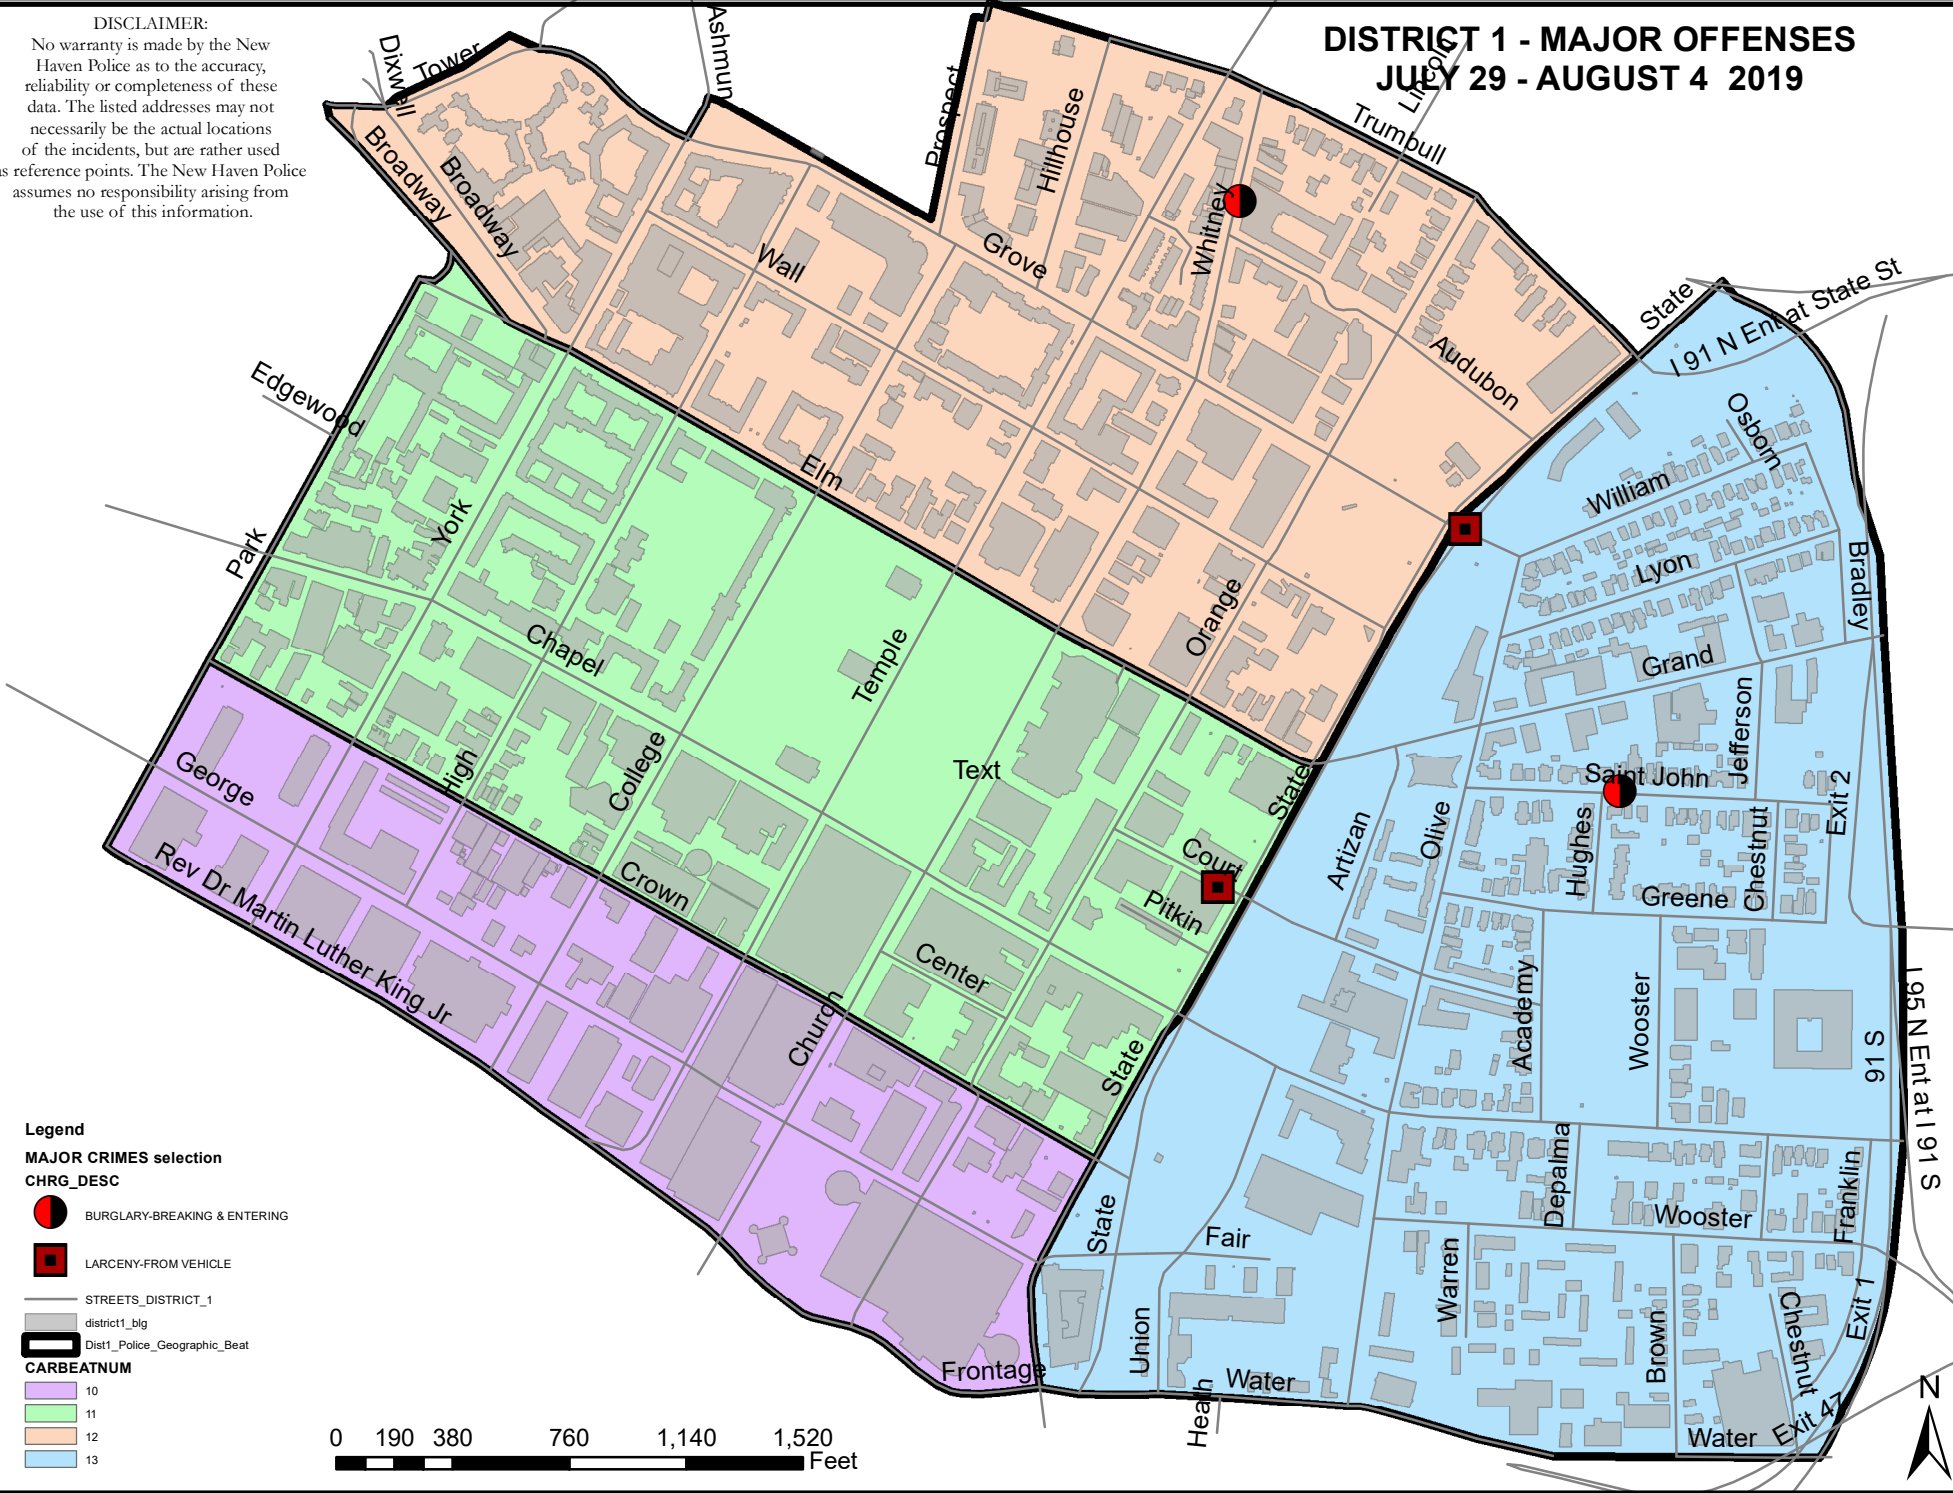 DISCLAIMER:
No warranty is made by the New
Haven Police as to the accuracy,
reliability or completeness of these
data. The listed addresses may not
necessarily be the actual locations
of the incidents, but are rather used
as reference points. The New Haven Police
assumes no responsibility arising from
the use of this information.
DISTRICT 1 - MAJOR OFFENSES
JULY 29 - AUGUST 4 2019
Dixwell
Tower
Ashmun
Prospect
Hillhouse
Lincoln
Trumbull
Broadway
Broadway
Wall
Grove
Whitney
Audubon
State
I 91 N Ent at State St
Edgewood
Elm
Osborn
William
Lyon
Bradley
Park
York
Orange
Grand
Chapel
Temple
Jefferson
George
High
College
Text
State
Saint John
Exit 2
Artizan
Olive
Hughes
Chestnut
Greene
Court
Pitkin
Crown
Center
Rev Dr Martin Luther King Jr
Church
State
Academy
Wooster
91 S
I 95 N Ent at I 91 S
Depalma
Franklin
Wooster
State
Fair
Warren
Union
Brown
Chestnut
Exit 1
Frontage
Water
Heath
Water
Exit 47
Legend
MAJOR CRIMES selection
CHRG_DESC
BURGLARY-BREAKING & ENTERING
LARCENY-FROM VEHICLE
STREETS_DISTRICT_1
district1_blg
Dist1_Police_Geographic_Beat
CARBEATNUM
10
11
12
13
0 190 380 760 1,140 1,520
Feet
N